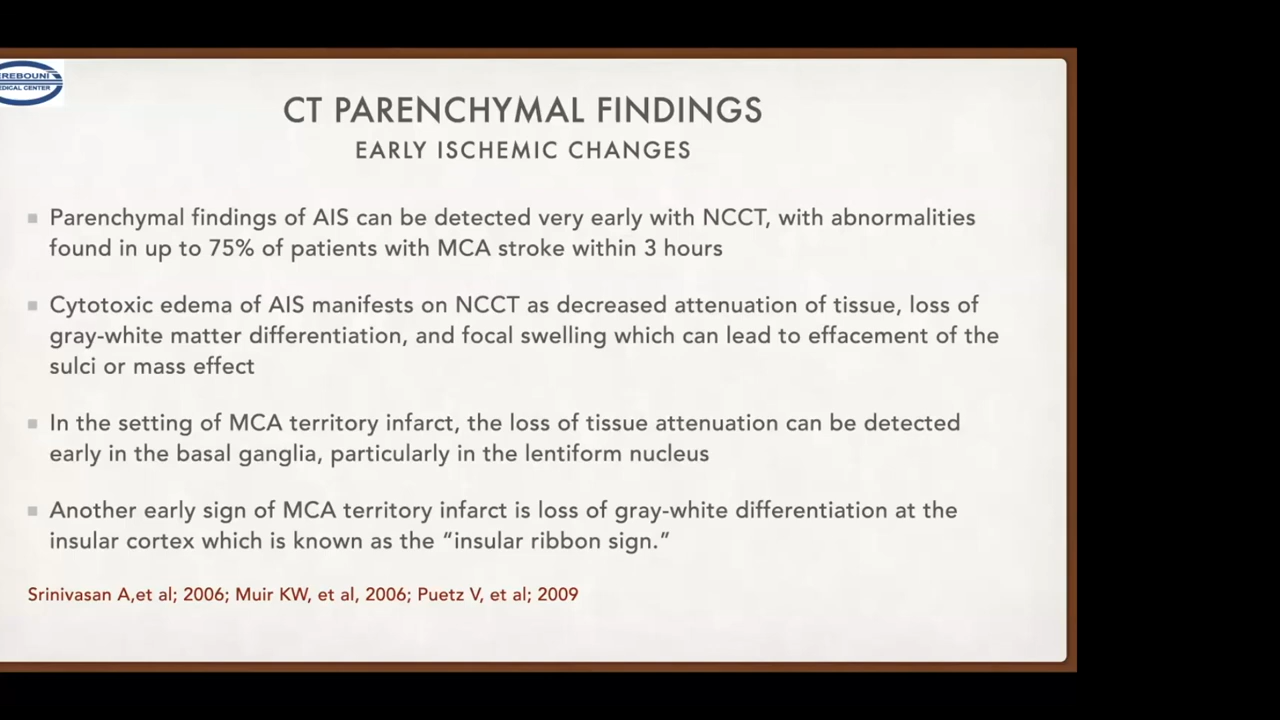 EREBOUNI
EDICAL CENTER
CT PARENCHYMAL FINDINGS
EARLY ISCHEMIC CHANGES
Parenchymal findings of AIS can be detected very early with NCCT, with abnormalities
found in up to 75% of patients with MCA stroke within 3 hours
Cytotoxic edema of AIS manifests on NCCT as decreased attenuation of tissue, loss of
gray-white matter differentiation, and focal swelling which can lead to effacement of the
sulci or mass effect
In the setting of MCA territory infarct, the loss of tissue attenuation can be detected
early in the basal ganglia, particularly in the lentiform nucleus
Another early sign of MCA territory infarct is loss of gray-white differentiation at the
insular cortex which is known as the “insular ribbon sign.”
Srinivasan A,et al; 2006; Muir KW, et al, 2006; Puetz V, et al; 2009